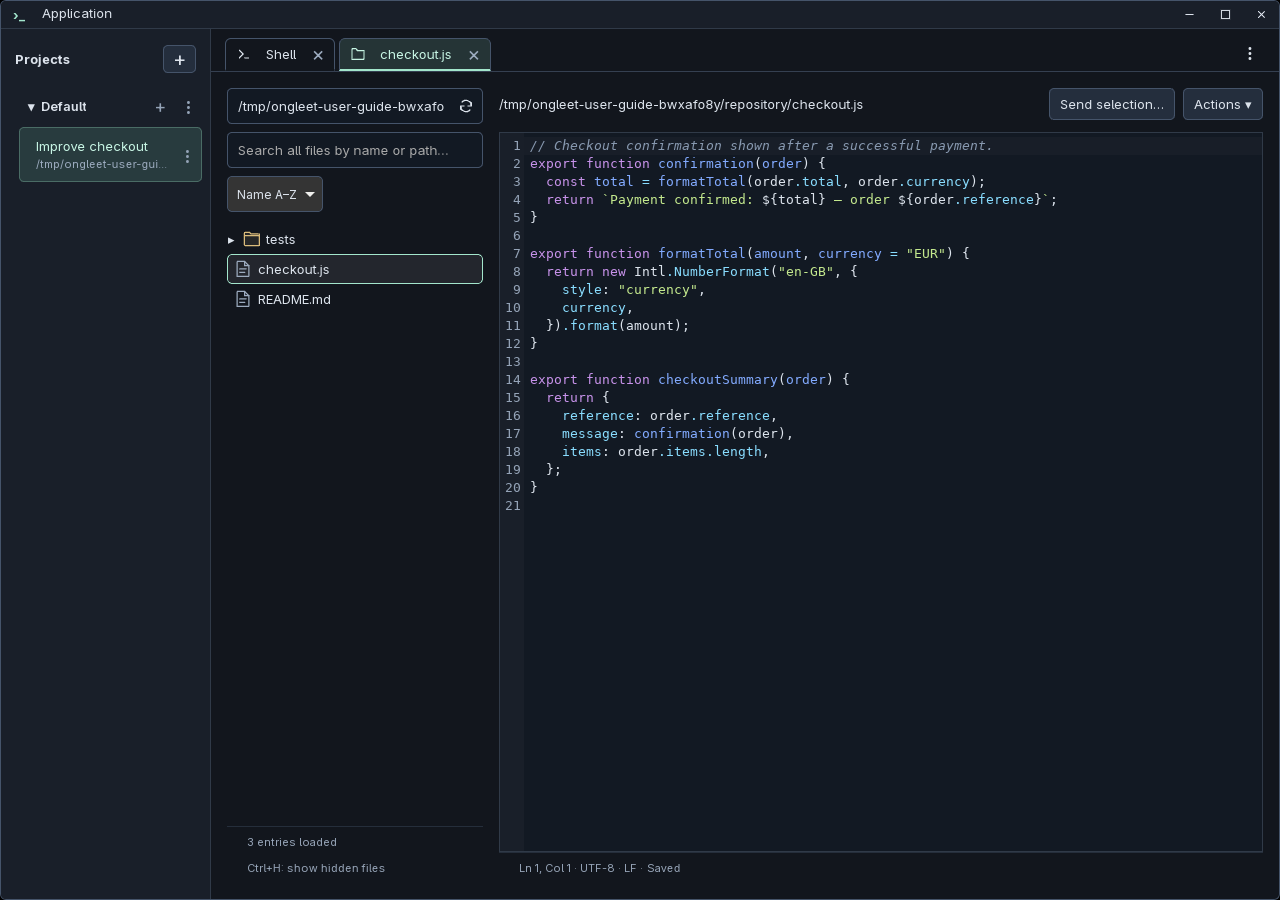 Application
Projects
+
▾ Default
+
Improve checkout
/tmp/ongleet-user-gui…
Shell
checkout.js
/tmp/ongleet-user-guide-bwxafo
Search all files by name or path…
Name A–Z
▸ tests
checkout.js
README.md
3 entries loaded
Ctrl+H: show hidden files
/tmp/ongleet-user-guide-bwxafo8y/repository/checkout.js
Send selection…
Actions ▾
1 // Checkout confirmation shown after a successful payment.
2 export function confirmation(order) {
3   const total = formatTotal(order.total, order.currency);
4   return `Payment confirmed: ${total} — order ${order.reference}`;
5 }
6
7 export function formatTotal(amount, currency = "EUR") {
8   return new Intl.NumberFormat("en-GB", {
9     style: "currency",
10     currency,
11   }).format(amount);
12 }
13
14 export function checkoutSummary(order) {
15   return {
16     reference: order.reference,
17     message: confirmation(order),
18     items: order.items.length,
19   };
20 }
21
Ln 1, Col 1 · UTF-8 · LF · Saved